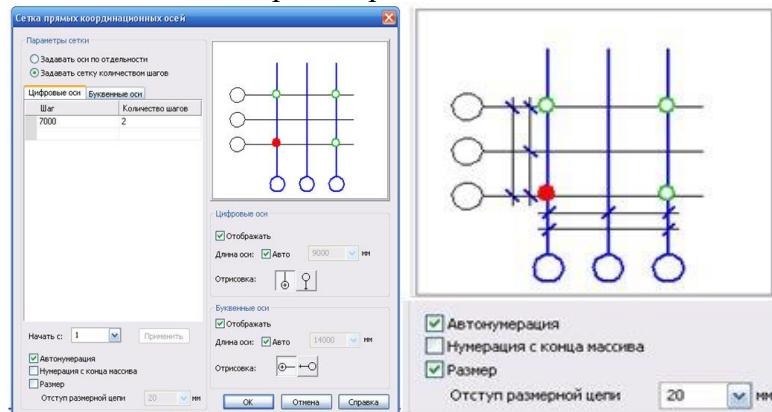 Сетка прямых координационных осей
Параметры сетки
Задавать оси по отдельности
Задавать сетку количеством шагов
Цифровые оси
Буквенные оси
Шаг
Количество шагов
7000
2
Начать с:
1
Применить
Автонумерация
Нумерация с конца массива
Размер
Отступ размерной цепи
20
мм
Цифровые оси
Отображать
Длина оси:
Авто
9000
мм
Отрисовка:
Буквенные оси
Отображать
Длина оси:
Авто
14000
мм
Отрисовка:
ОК
Отмена
Справка
Автонумерация
Нумерация с конца массива
Размер
Отступ размерной цепи
20
мм